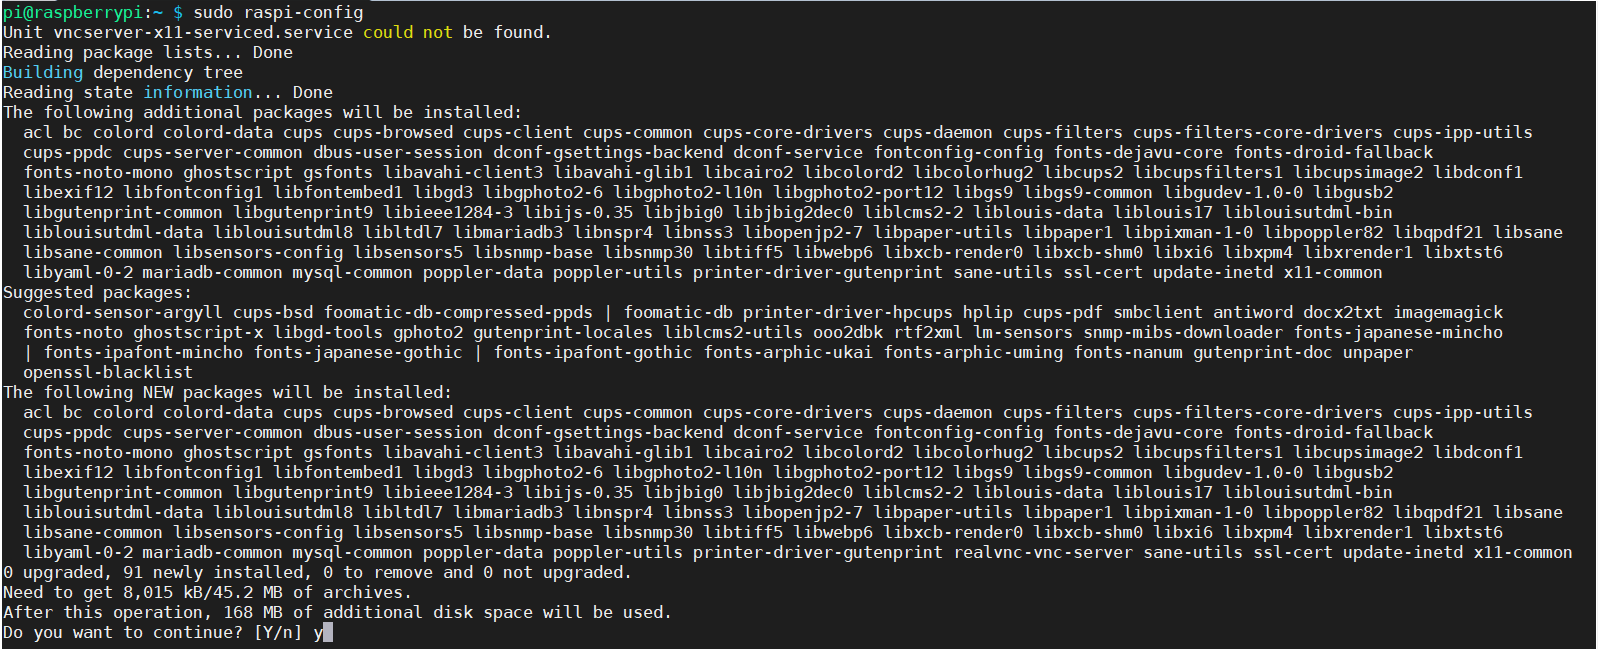 pi@raspberrypi:~ $ sudo raspi-config
Unit vncserver-x11-serviced.service could not be found.
Reading package lists... Done
Building dependency tree
Reading state information... Done
The following additional packages will be installed:
  acl bc colord colord-data cups cups-browsed cups-client cups-common cups-core-drivers cups-daemon cups-filters cups-filters-core-drivers cups-ipp-utils
  cups-ppdc cups-server-common dbus-user-session dconf-gsettings-backend dconf-service fontconfig-config fonts-dejavu-core fonts-droid-fallback
  fonts-noto-mono ghostscript gsfonts libavahi-client3 libavahi-glib1 libcairo2 libcolord2 libcolorhug2 libcups2 libcupsfilters1 libcupsimage2 libdconf1
  libexif12 libfontconfig1 libfontembed1 libgd3 libgphoto2-6 libgphoto2-l10n libgphoto2-port12 libgs9 libgs9-common libgudev-1.0-0 libgusb2
  libgutenprint-common libgutenprint9 libieee1284-3 libijs-0.35 libjbig0 libjbig2dec0 liblcms2-2 liblouis-data liblouis17 liblouisutdml-bin
  liblouisutdml-data liblouisutdml8 libltdl7 libmariadb3 libnspr4 libnss3 libopenjp2-7 libpaper-utils libpaper1 libpixman-1-0 libpoppler82 libqpdf21 libsane
  libsane-common libsensors-config libsensors5 libsnmp-base libsnmp30 libtiff5 libwebp6 libxcb-render0 libxcb-shm0 libxi6 libxpm4 libxrender1 libxtst6
  libyaml-0-2 mariadb-common mysql-common poppler-data poppler-utils printer-driver-gutenprint sane-utils ssl-cert update-inetd x11-common
Suggested packages:
  colord-sensor-argyll cups-bsd foomatic-db-compressed-ppds | foomatic-db printer-driver-hpcups hplip cups-pdf smbclient antiword docx2txt imagemagick
  fonts-noto ghostscript-x libgd-tools gphoto2 gutenprint-locales liblcms2-utils ooo2dbk rtf2xml lm-sensors snmp-mibs-downloader fonts-japanese-mincho
  | fonts-ipafont-mincho fonts-japanese-gothic | fonts-ipafont-gothic fonts-arphic-ukai fonts-arphic-uming fonts-nanum gutenprint-doc unpaper
  openssl-blacklist
The following NEW packages will be installed:
  acl bc colord colord-data cups cups-browsed cups-client cups-common cups-core-drivers cups-daemon cups-filters cups-filters-core-drivers cups-ipp-utils
  cups-ppdc cups-server-common dbus-user-session dconf-gsettings-backend dconf-service fontconfig-config fonts-dejavu-core fonts-droid-fallback
  fonts-noto-mono ghostscript gsfonts libavahi-client3 libavahi-glib1 libcairo2 libcolord2 libcolorhug2 libcups2 libcupsfilters1 libcupsimage2 libdconf1
  libexif12 libfontconfig1 libfontembed1 libgd3 libgphoto2-6 libgphoto2-l10n libgphoto2-port12 libgs9 libgs9-common libgudev-1.0-0 libgusb2
  libgutenprint-common libgutenprint9 libieee1284-3 libijs-0.35 libjbig0 libjbig2dec0 liblcms2-2 liblouis-data liblouis17 liblouisutdml-bin
  liblouisutdml-data liblouisutdml8 libltdl7 libmariadb3 libnspr4 libnss3 libopenjp2-7 libpaper-utils libpaper1 libpixman-1-0 libpoppler82 libqpdf21 libsane
  libsane-common libsensors-config libsensors5 libsnmp-base libsnmp30 libtiff5 libwebp6 libxcb-render0 libxcb-shm0 libxi6 libxpm4 libxrender1 libxtst6
  libyaml-0-2 mariadb-common mysql-common poppler-data poppler-utils printer-driver-gutenprint realvnc-vnc-server sane-utils ssl-cert update-inetd x11-common
0 upgraded, 91 newly installed, 0 to remove and 0 not upgraded.
Need to get 8,015 kB/45.2 MB of archives.
After this operation, 168 MB of additional disk space will be used.
Do you want to continue? [Y/n] y